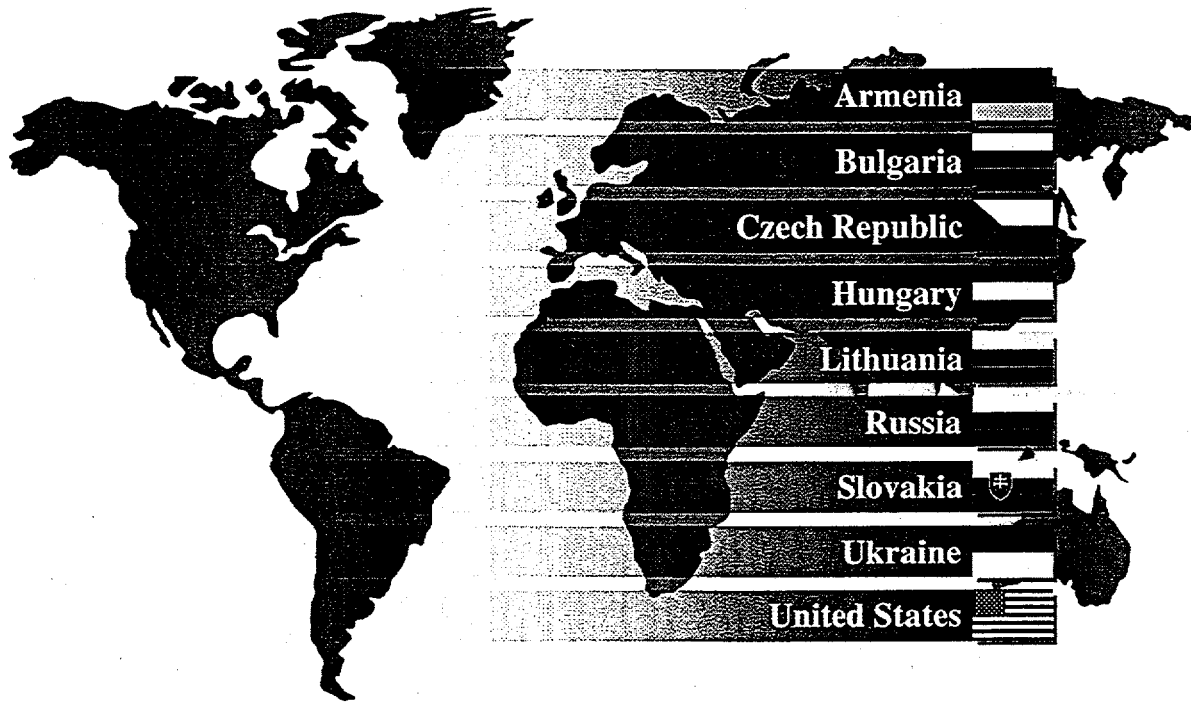 Armenia
Bulgaria
Czech Republic
Hungary
Lithuania
Russia
Slovakia
Ukraine
United States